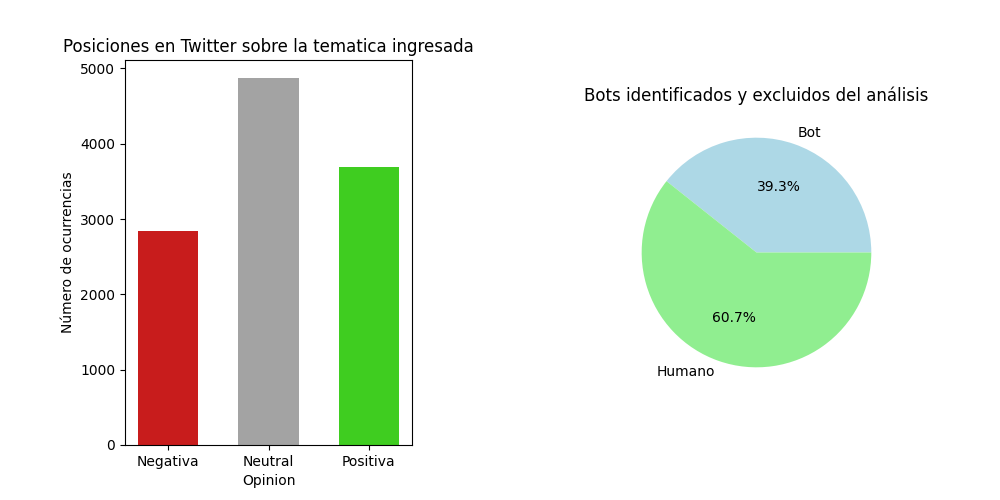 Posiciones en Twitter sobre la tematica ingresada
5000
4000
3000
2000
1000
0
Número de ocurrencias
Negativa
Neutral
Positiva
Opinion
Bots identificados y excluidos del análisis
Bot
39.3%
60.7%
Humano